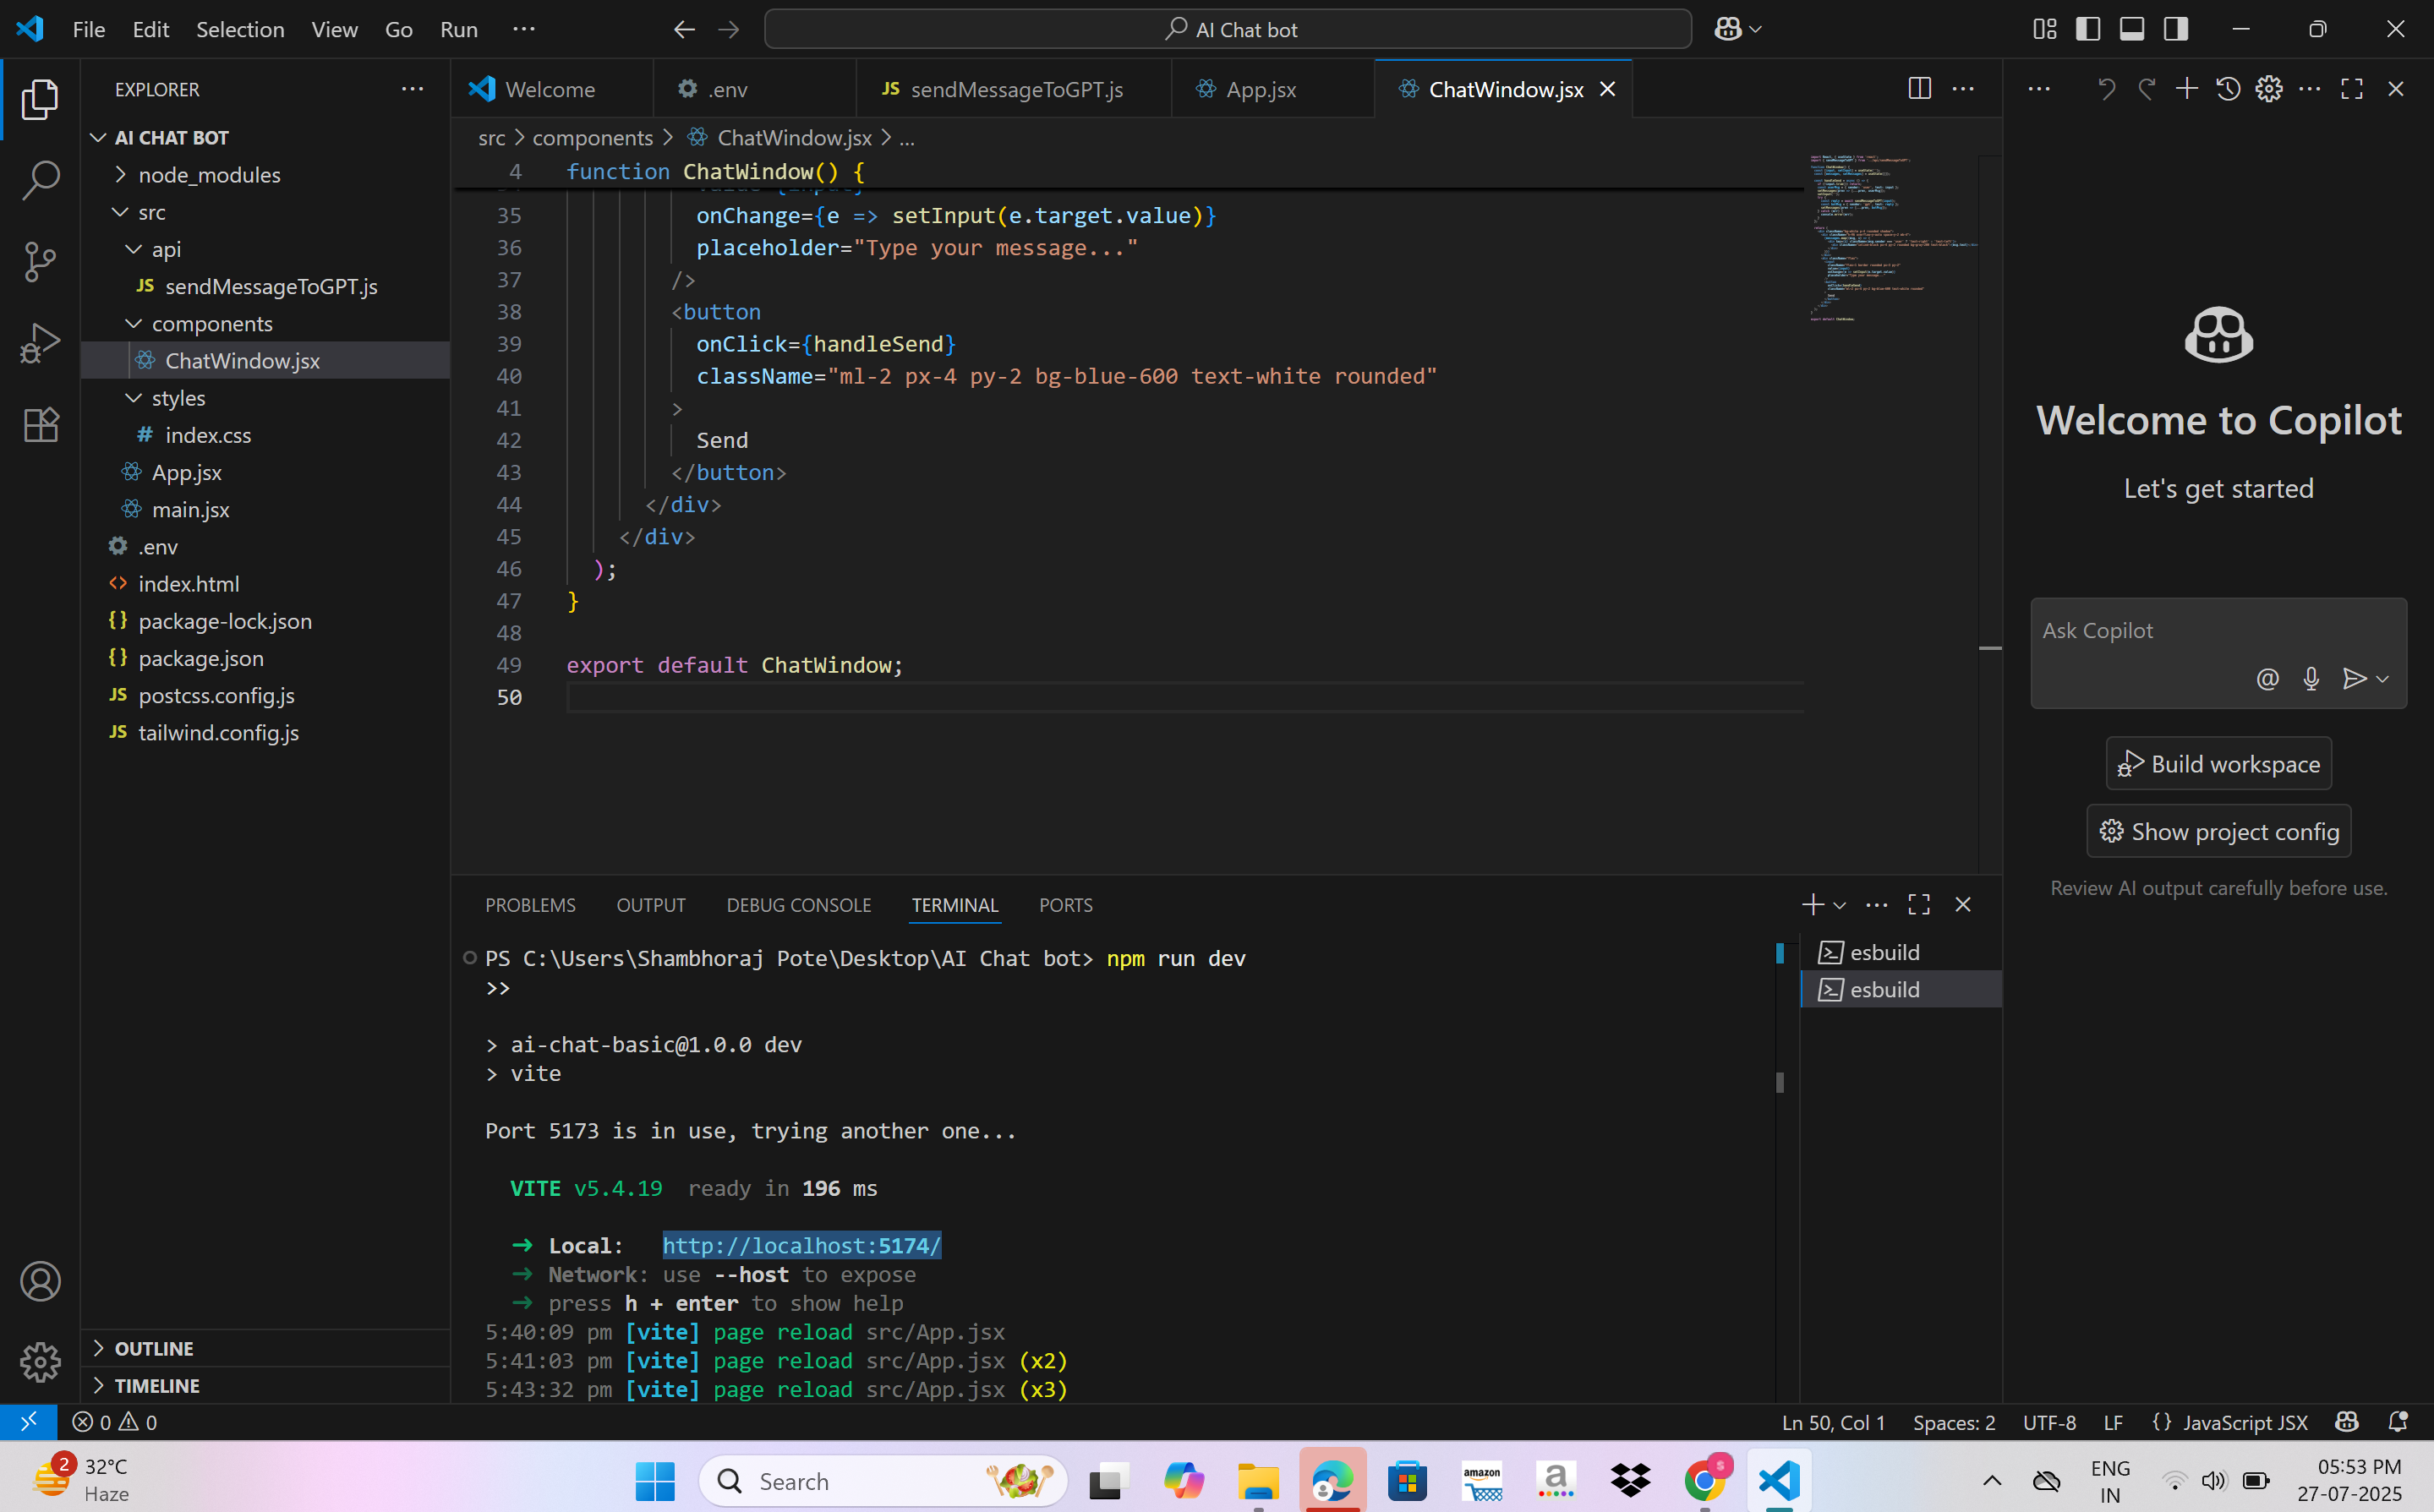 File Edit Selection View Go Run ··· AI Chat bot
EXPLORER ···
AI CHAT BOT
node_modules
src
api
JS sendMessageToGPT.js
components
ChatWindow.jsx
styles
# index.css
App.jsx
main.jsx
.env
<> index.html
{} package-lock.json
{} package.json
JS postcss.config.js
JS tailwind.config.js
OUTLINE
TIMELINE
Welcome .env JS sendMessageToGPT.js App.jsx ChatWindow.jsx
src > components > ChatWindow.jsx > ...
4 function ChatWindow() {
35 onChange={e => setInput(e.target.value)}
36 placeholder="Type your message..."
37 />
38 <button
39 onClick={handleSend}
40 className="ml-2 px-4 py-2 bg-blue-600 text-white rounded"
41 >
42 Send
43 </button>
44 </div>
45 </div>
46 );
47 }
48
49 export default ChatWindow;
50
PROBLEMS OUTPUT DEBUG CONSOLE TERMINAL PORTS
PS C:\Users\Shambhoraj Pote\Desktop\AI Chat bot> npm run dev
>>
> ai-chat-basic@1.0.0 dev
> vite
Port 5173 is in use, trying another one...
VITE v5.4.19 ready in 196 ms
➜ Local: http://localhost:5174/
➜ Network: use --host to expose
➜ press h + enter to show help
5:40:09 pm [vite] page reload src/App.jsx
5:41:03 pm [vite] page reload src/App.jsx (x2)
5:43:32 pm [vite] page reload src/App.jsx (x3)
esbuild
esbuild
Welcome to Copilot
Let's get started
Ask Copilot
@
Build workspace
Show project config
Review AI output carefully before use.
0 0 Ln 50, Col 1 Spaces: 2 UTF-8 LF {} JavaScript JSX
2 32°C
Haze
Search
amazon
a
S
ENG
IN
05:53 PM
27-07-2025